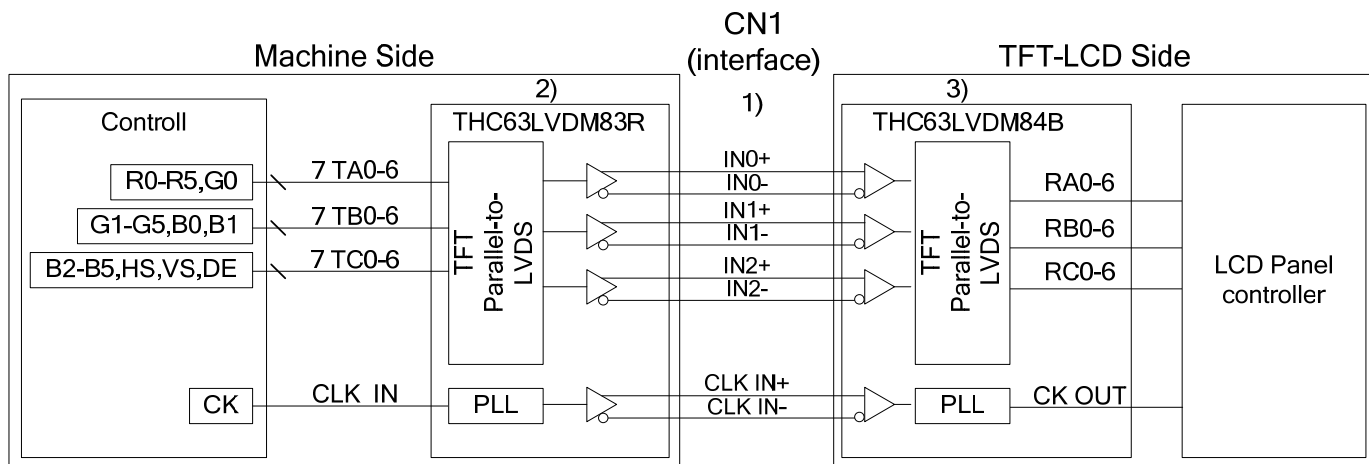 CN1
(interface)
Machine Side
TFT-LCD Side
1)
2)
3)
Controll
THC63LVDM83R
THC63LVDM84B
R0-R5,G0
7 TA0-6
G1-G5,B0,B1
7 TB0-6
B2-B5,HS,VS,DE
7 TC0-6
TFT
Parallel-to-
LVDS
IN0+
IN0-
IN1+
IN1-
IN2+
IN2-
TFT
Parallel-to-
LVDS
RA0-6
RB0-6
RC0-6
LCD Panel
controller
CK
CLK IN
PLL
CLK IN+
CLK IN-
PLL
CK OUT